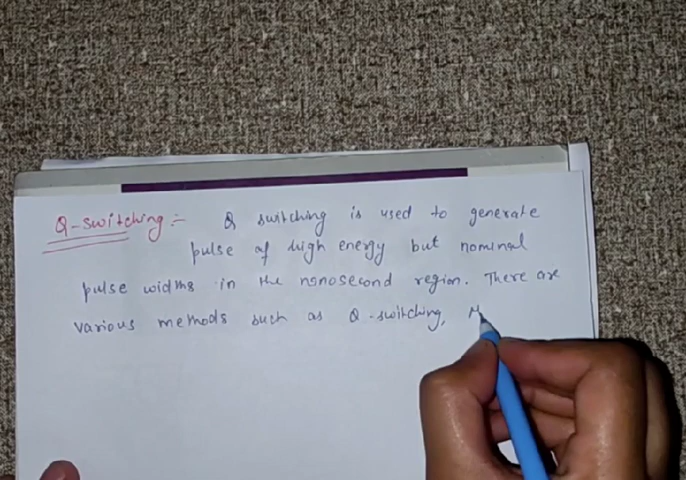 Q-switching :- Q switching is used to generate
pulse of high energy but nominal
pulse widths in the nanosecond region. There are
various methods such as Q-switching,